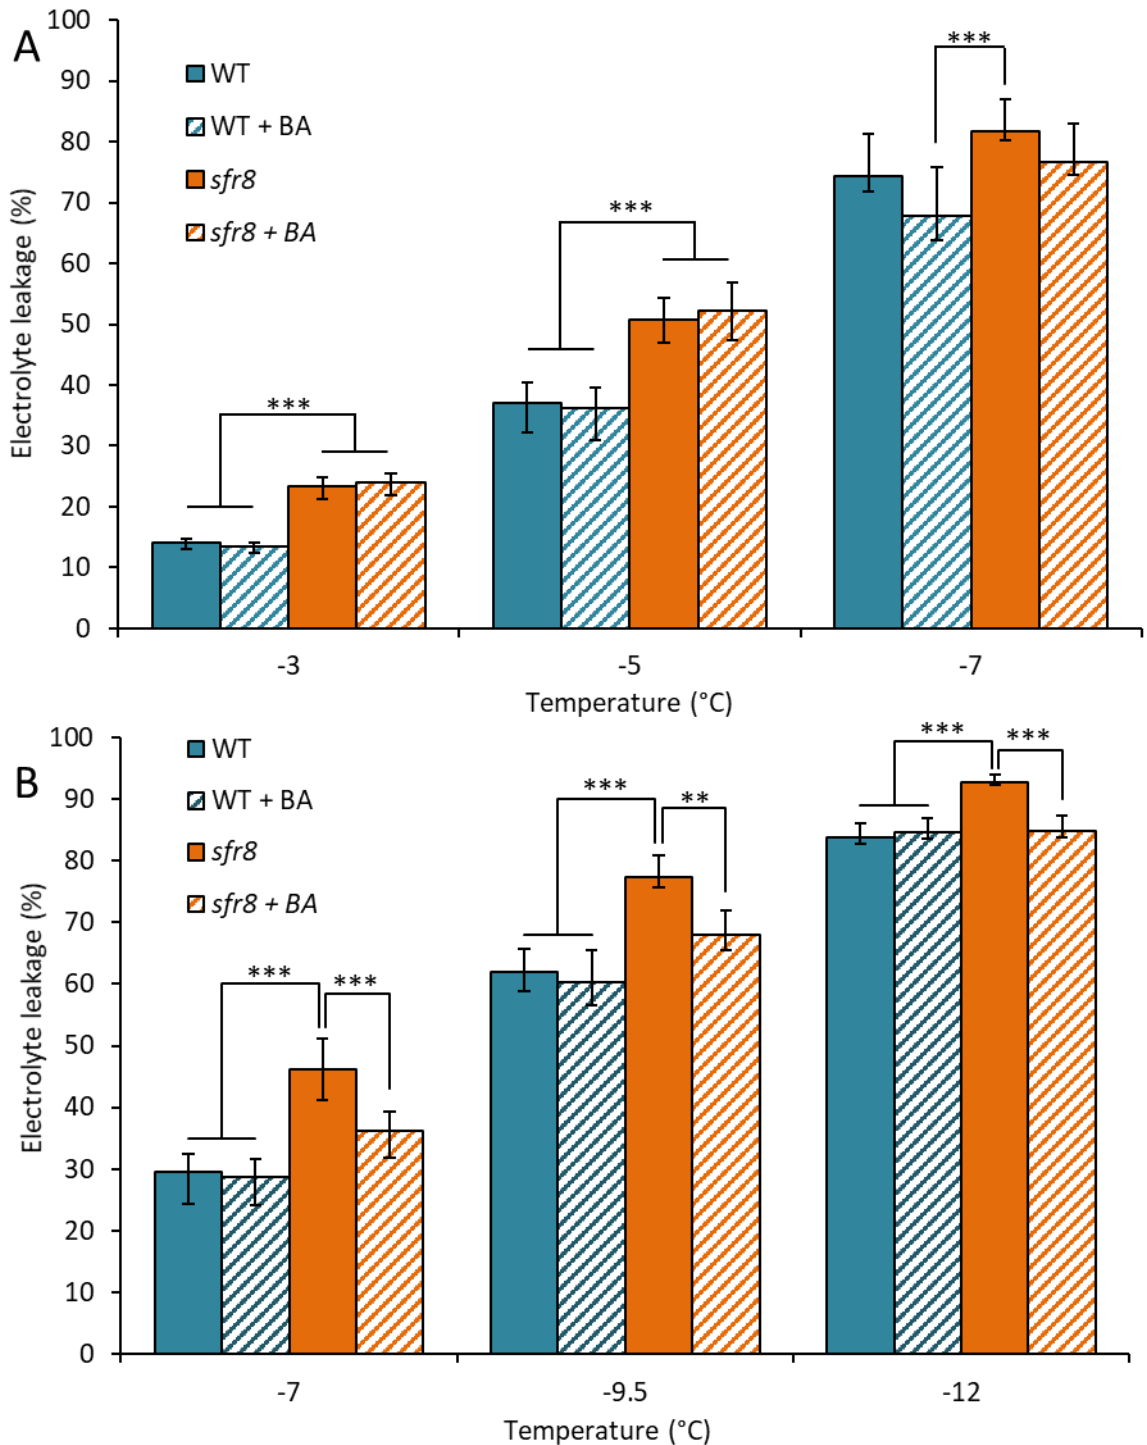 A
100
90
80
70
60
50
40
30
20
10
0
Electrolyte leakage (%)
WT
WT + BA
sfr8
sfr8 + BA
***
***
***
-3
-5
-7
Temperature (°C)
B
100
90
80
70
60
50
40
30
20
10
0
Electrolyte leakage (%)
WT
WT + BA
sfr8
sfr8 + BA
***
***
***
**
***
***
-7
-9.5
-12
Temperature (°C)